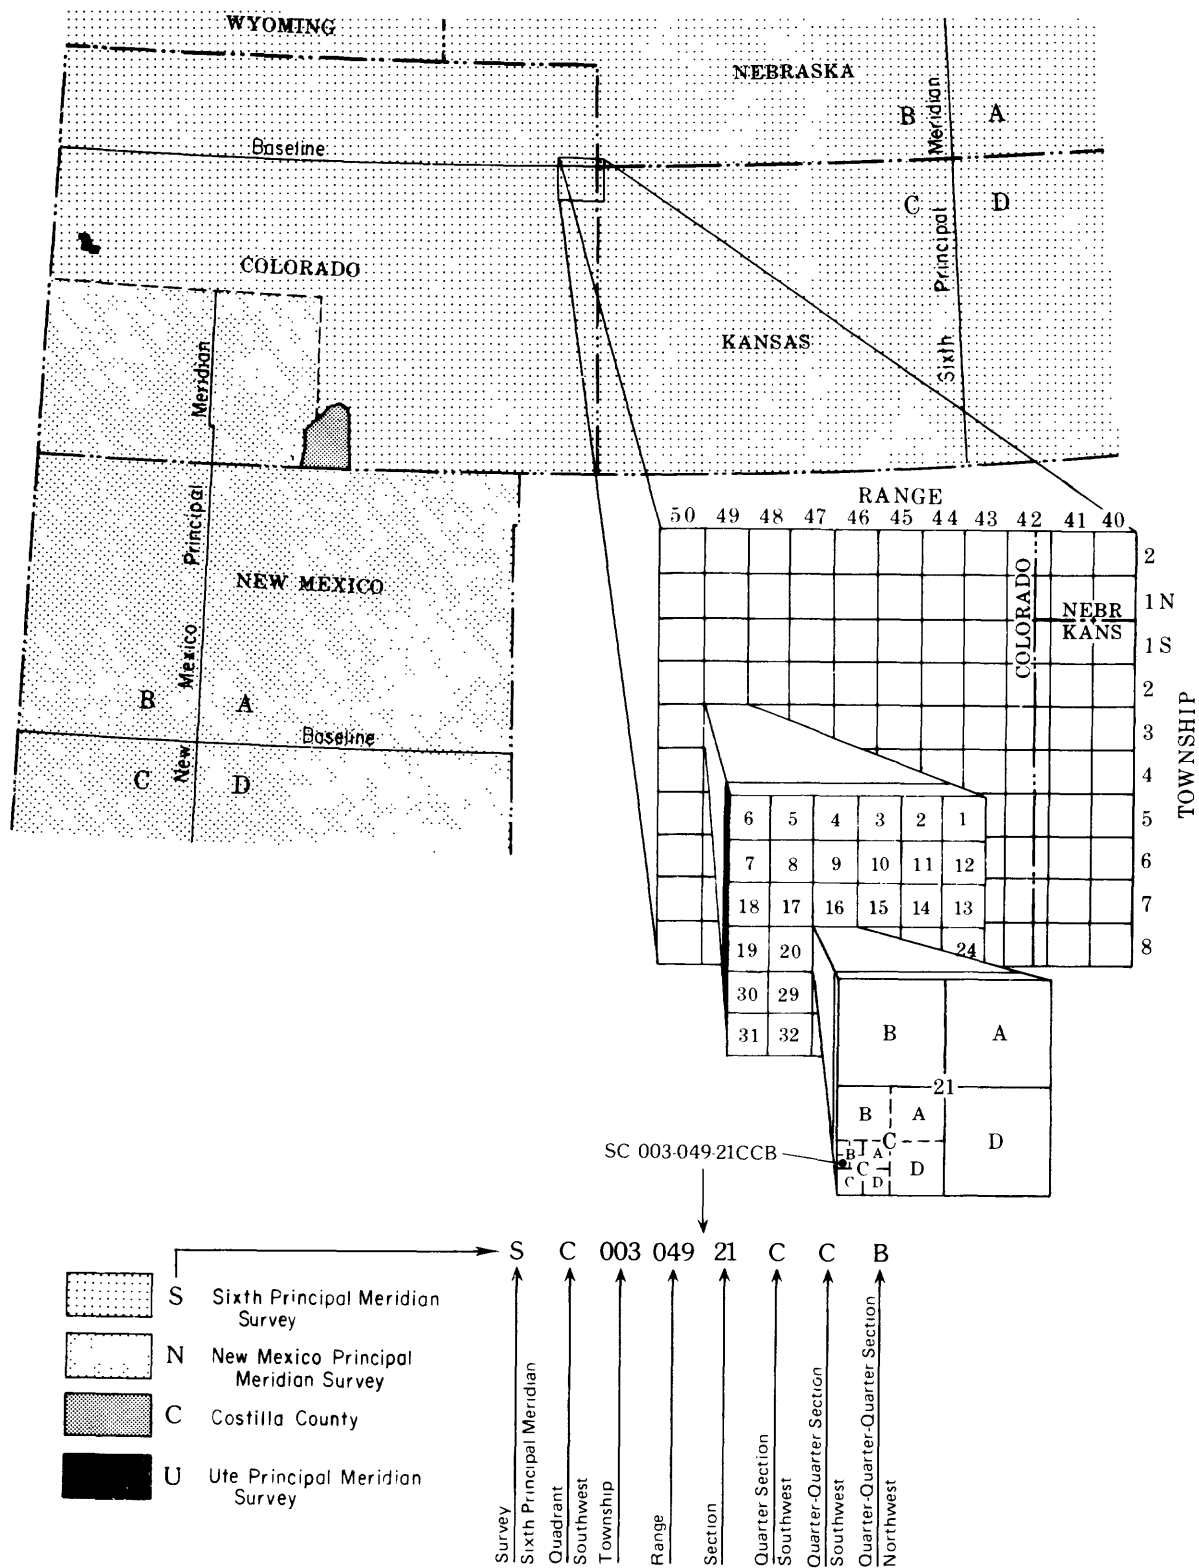 WYOMING
NEBRASKA
B
A
Meridian
Baseline
C
D
Principal
COLORADO
KANSAS
Sixth
Meridian
Principal
NEW MEXICO
Mexico
B
A
Baseline
New
C
D
RANGE
50 49 48 47 46 45 44 43 42 41 40
2
1 N
COLORADO
NEBR
KANS
1 S
2
3
4
5
6
7
8
TOWNSHIP
6 5 4 3 2 1
7 8 9 10 11 12
18 17 16 15 14 13
19 20 24
30 29
31 32
B A
21
B A
C
D
D
B A
C
C D
SC 003-049-21CCB
S C 003 049 21 C C B
S Sixth Principal Meridian
Survey
N New Mexico Principal
Meridian Survey
C Costilla County
U Ute Principal Meridian
Survey
Survey
Sixth Principal Meridian
Quadrant
Southwest
Township
Range
Section
Quarter Section
Southwest
Quarter-Quarter Section
Southwest
Quarter-Quarter-Quarter Section
Northwest